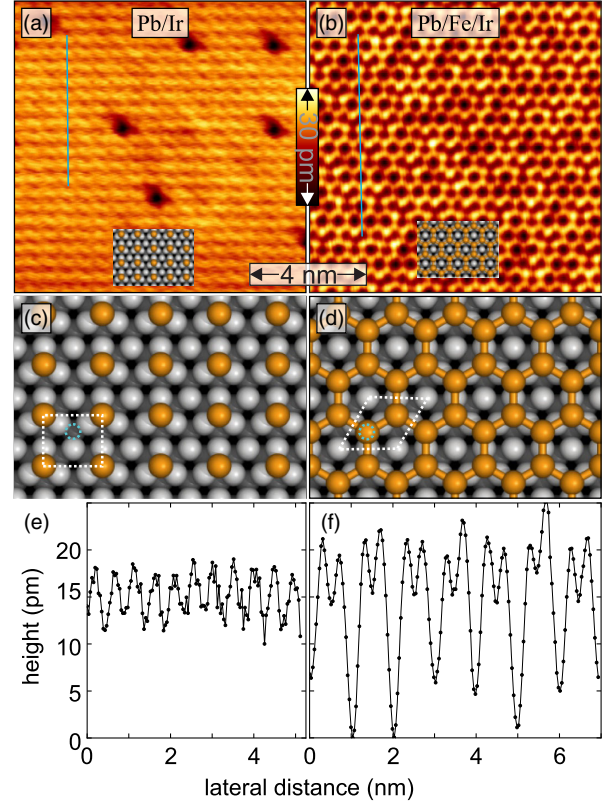 (a) Pb/Ir
(b) Pb/Fe/Ir
30 pm
4 nm
(c)
(d)
(e)
(f)
height (pm)
20
15
10
5
0
0 2 4
0 2 4 6
lateral distance (nm)